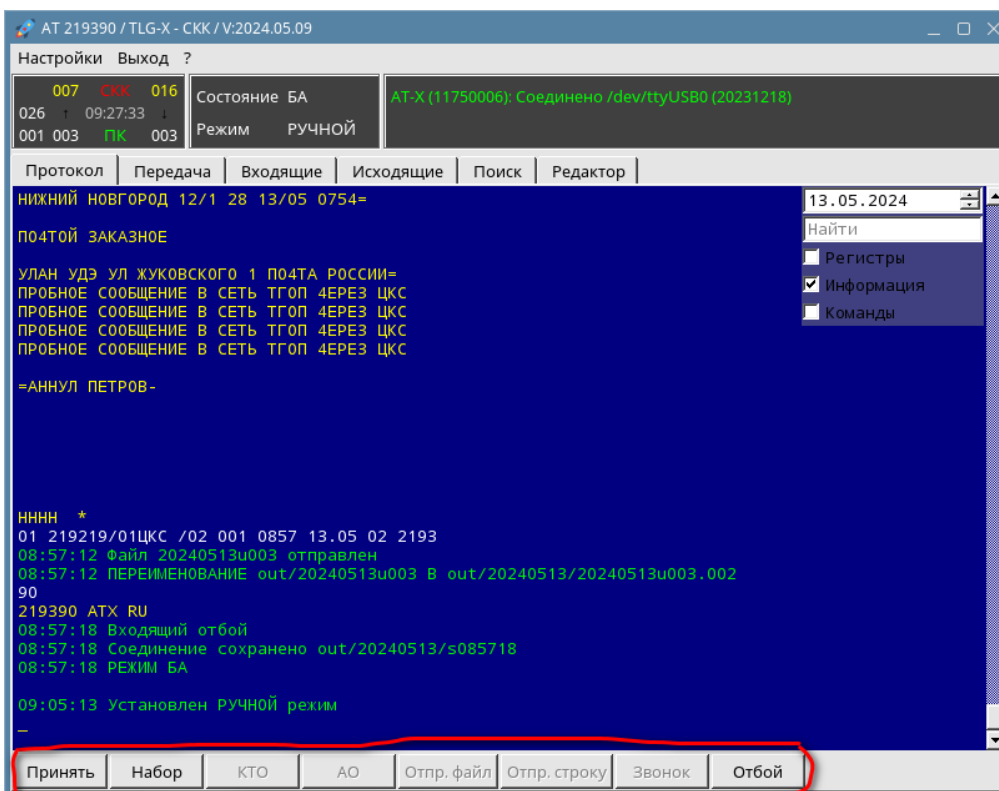 АТ 219390 / TLG-X - СКК / V:2024.05.09
Настройки Выход ?
007 СКК 016
026 ↑ 09:27:33 ↓
001 003 ПК 003
Состояние БА
Режим РУЧНОЙ
AT-X (11750006): Соединено /dev/ttyUSB0 (20231218)
Протокол Передача Входящие Исходящие Поиск Редактор
НИЖНИЙ НОВГОРОД 12/1 28 13/05 0754=
ПО4ТОЙ ЗАКАЗНОЕ
УЛАН УДЭ УЛ ЖУКОВСКОГО 1 ПО4ТА РОССИИ=
ПРОБНОЕ СООБЩЕНИЕ В СЕТЬ ТГОП 4ЕРЕЗ ЦКС
ПРОБНОЕ СООБЩЕНИЕ В СЕТЬ ТГОП 4ЕРЕЗ ЦКС
ПРОБНОЕ СООБЩЕНИЕ В СЕТЬ ТГОП 4ЕРЕЗ ЦКС
ПРОБНОЕ СООБЩЕНИЕ В СЕТЬ ТГОП 4ЕРЕЗ ЦКС
=АННУЛ ПЕТРОВ-
НННН *
01 219219/01ЦКС /02 001 0857 13.05 02 2193
08:57:12 Файл 20240513u003 отправлен
08:57:12 ПЕРЕИМЕНОВАНИЕ out/20240513u003 В out/20240513/20240513u003.002
90
219390 АТХ RU
08:57:18 Входящий отбой
08:57:18 Соединение сохранено out/20240513/s085718
08:57:18 РЕЖИМ БА
09:05:13 Установлен РУЧНОЙ режим
_
13.05.2024
Найти
Регистры
Информация
Команды
Принять Набор КТО АО Отпр. файл Отпр. строку Звонок Отбой